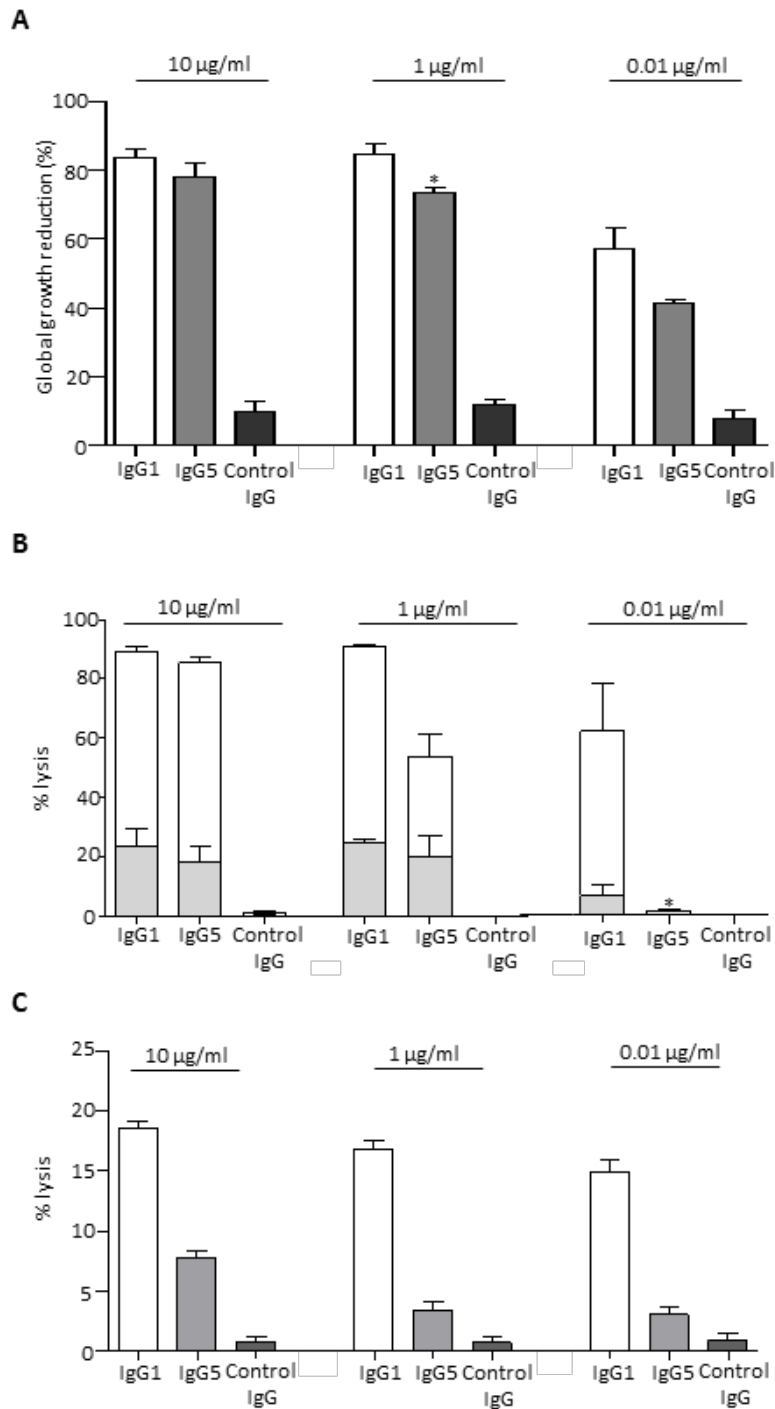 A
10 µg/ml 1 µg/ml 0.01 µg/ml
Global growth reduction (%)
100
80
60
40
20
0
*
IgG1 IgG5 Control IgG1 IgG5 Control IgG1 IgG5 Control
IgG IgG IgG
B
10 µg/ml 1 µg/ml 0.01 µg/ml
% lysis
100
80
60
40
20
0
*
IgG1 IgG5 Control IgG1 IgG5 Control IgG1 IgG5 Control
IgG IgG IgG
C
10 µg/ml 1 µg/ml 0.01 µg/ml
% lysis
25
20
15
10
5
0
IgG1 IgG5 Control IgG1 IgG5 Control IgG1 IgG5 Control
IgG IgG IgG